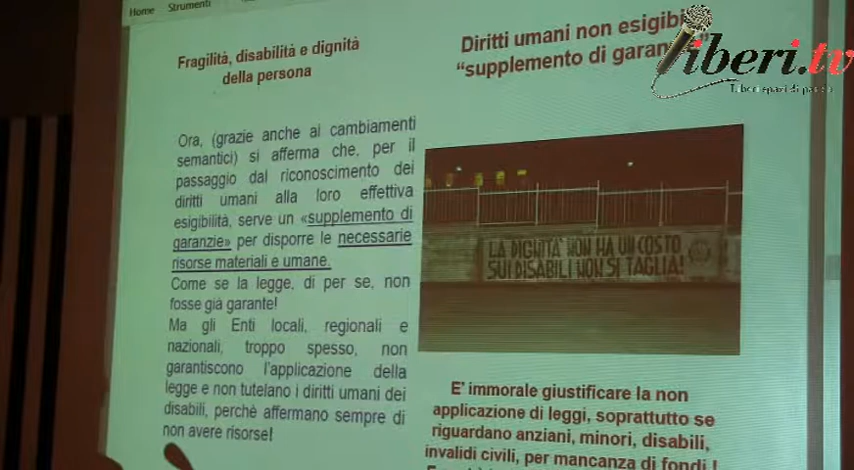 Home Strumenti
Fragilità, disabilità e dignità
della persona
Ora, (grazie anche ai cambiamenti
semantici) si afferma che, per il
passaggio dal riconoscimento dei
diritti umani alla loro effettiva
esigibilità, serve un «supplemento di
garanzie» per disporre le necessarie
risorse materiali e umane.
Come se la legge, di per se, non
fosse già garante!
Ma gli Enti locali, regionali e
nazionali, troppo spesso, non
garantiscono l'applicazione della
legge e non tutelano i diritti umani dei
disabili, perchè affermano sempre di
non avere risorse!
Diritti umani non
"supplemento di
liberi.tv
LA DIGNITA' NON HA UN COSTO
SUI DISABILI NON SI TAGLIA!
E' immorale giustificare la non
applicazione di leggi, soprattutto se
riguardano anziani, minori, disabili,
invalidi civili, per mancanza di fondi !